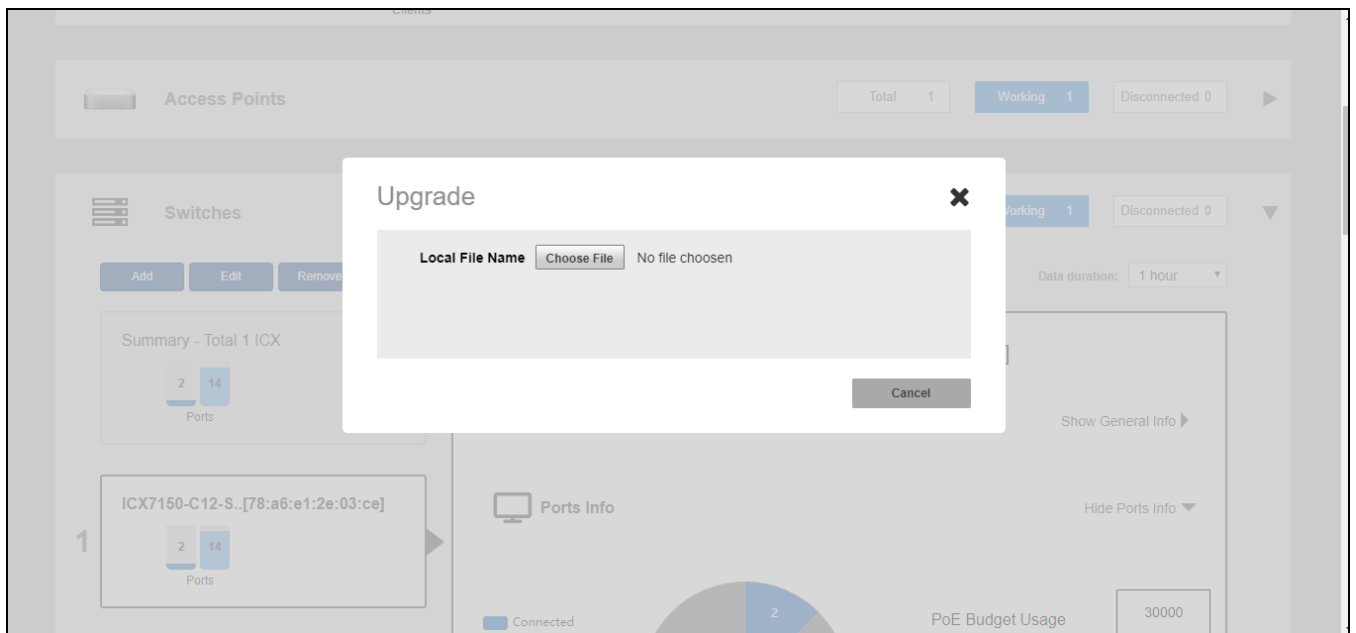 Clients
Access Points
Total 1
Working 1
Disconnected 0
Upgrade
Switches
Working 1
Disconnected 0
Local File Name Choose File No file choosen
Add Edit Remove
Data duration: 1 hour
Summary - Total 1 ICX
]
2 14
Ports
Cancel
Show General Info
ICX7150-C12-S..[78:a6:e1:2e:03:ce]
Ports Info
Hide Ports Info
1
2 14
Ports
Connected
2
PoE Budget Usage
30000